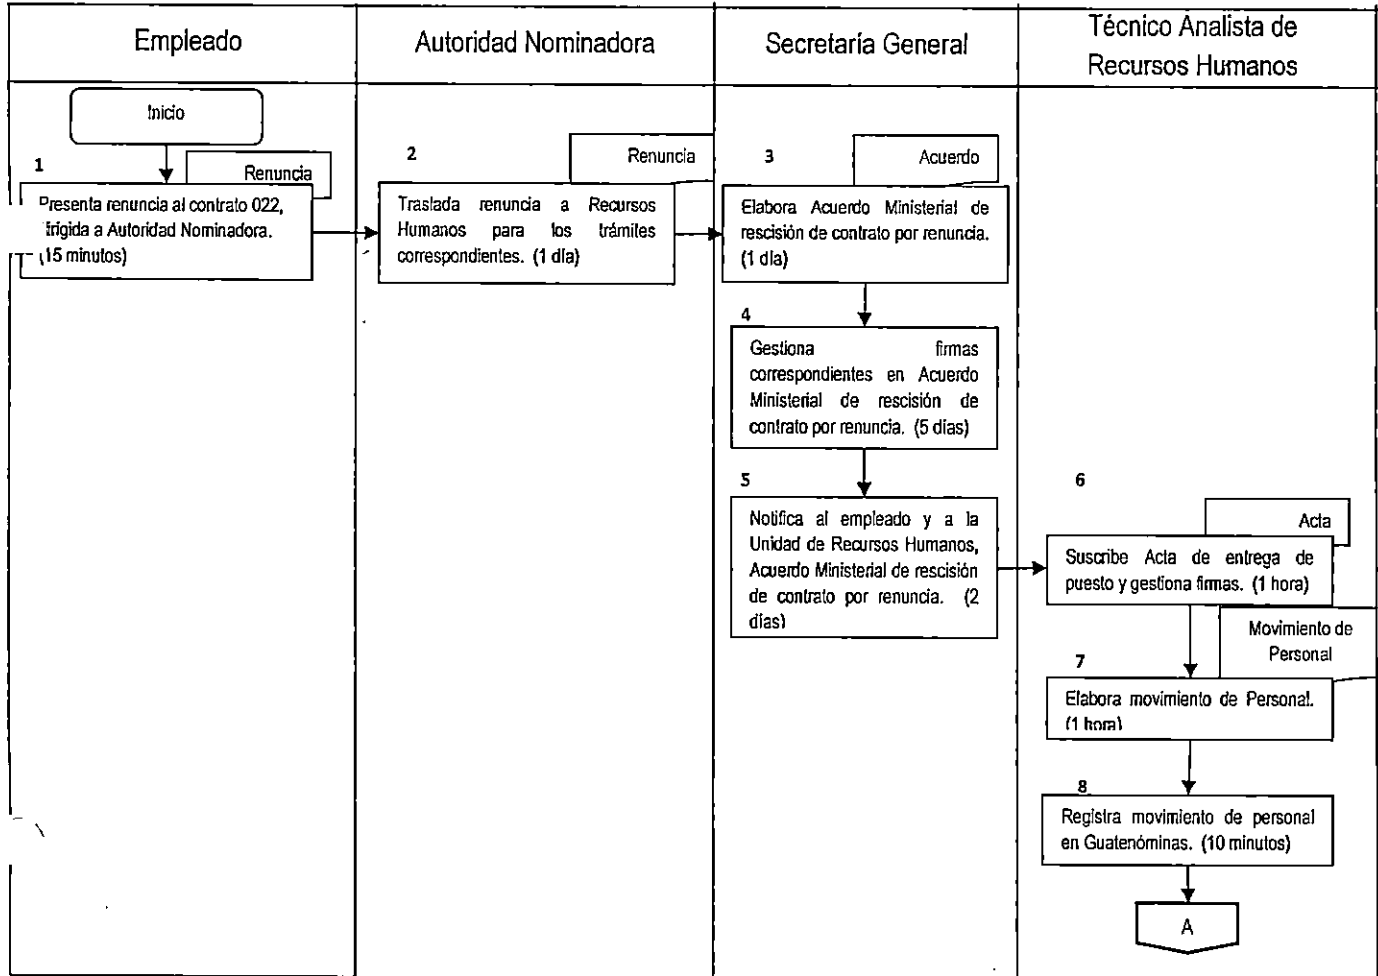 Empleado
Autoridad Nominadora
Secretaría General
Técnico Analista de
Recursos Humanos
Inicio
1
Renuncia
Presenta renuncia al contrato 022,
dirigida a Autoridad Nominadora.
(15 minutos)
2
Renuncia
Traslada renuncia a Recursos
Humanos para los trámites
correspondientes. (1 día)
3
Acuerdo
Elabora Acuerdo Ministerial de
rescisión de contrato por renuncia.
(1 día)
4
Gestiona firmas
correspondientes en Acuerdo
Ministerial de rescisión de
contrato por renuncia. (5 días)
5
Notifica al empleado y a la
Unidad de Recursos Humanos,
Acuerdo Ministerial de rescisión
de contrato por renuncia. (2
días)
6
Acta
Suscribe Acta de entrega de
puesto y gestiona firmas. (1 hora)
Movimiento de
Personal
7
Elabora movimiento de Personal.
(1 hora)
8
Registra movimiento de personal
en Guatenóminas. (10 minutos)
A